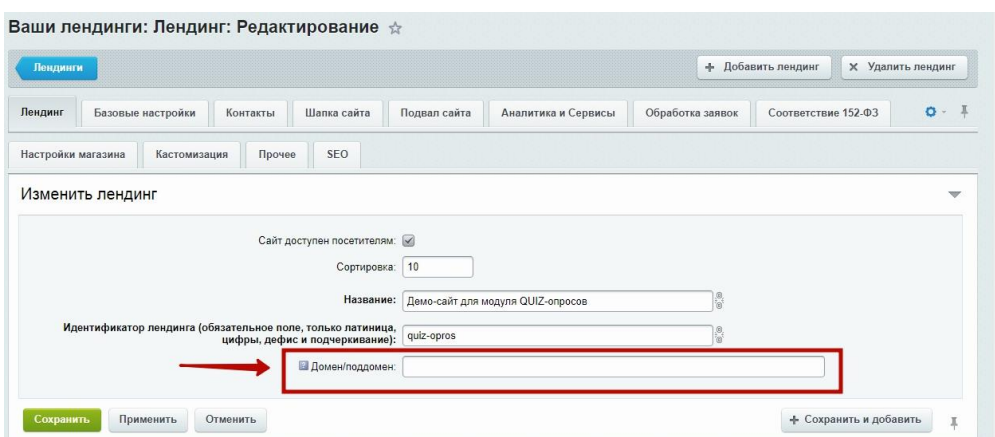 Ваши лендинги: Лендинг: Редактирование
Лендинги
Добавить лендинг
Удалить лендинг
Лендинг Базовые настройки Контакты Шапка сайта Подвал сайта Аналитика и Сервисы Обработка заявок Соответствие 152-ФЗ
Настройки магазина Кастомизация Прочее SEO
Изменить лендинг
Сайт доступен посетителям:
Сортировка: 10
Название: Демо-сайт для модуля QUIZ-опросов
Идентификатор лендинга (обязательное поле, только латиница,
цифры, дефис и подчеркивание): quiz-opros
? Домен/поддомен:
Сохранить Применить Отменить + Сохранить и добавить